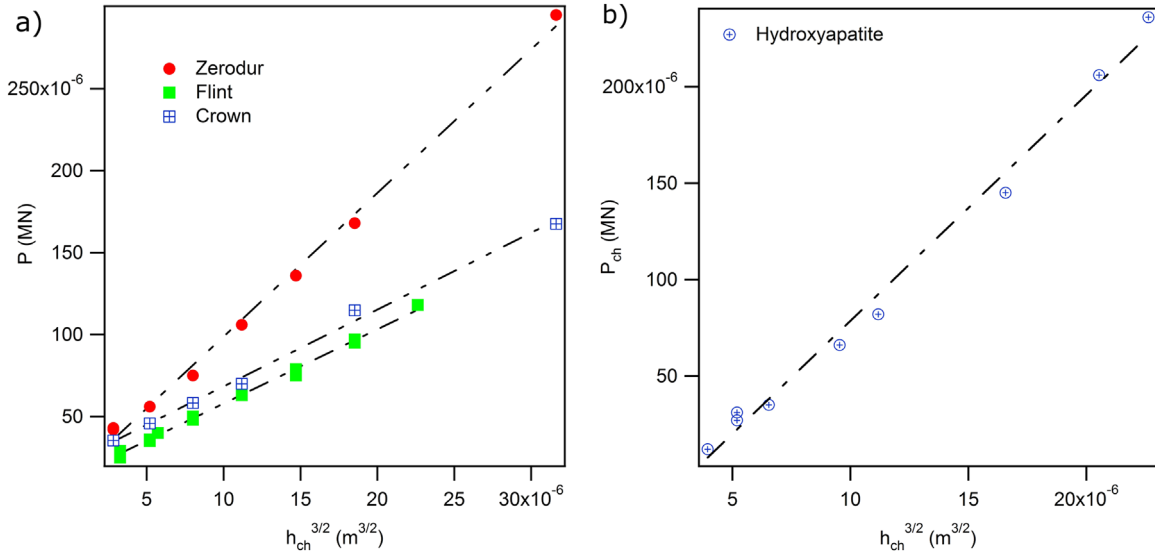 a)
Zerodur
Flint
Crown
250x10⁻⁶
200
150
100
50
P (MN)
5
10
15
20
25
30x10⁻⁶
h_ch^3/2 (m^3/2)
b)
Hydroxyapatite
200x10⁻⁶
150
100
50
P_ch (MN)
5
10
15
20x10⁻⁶
h_ch^3/2 (m^3/2)